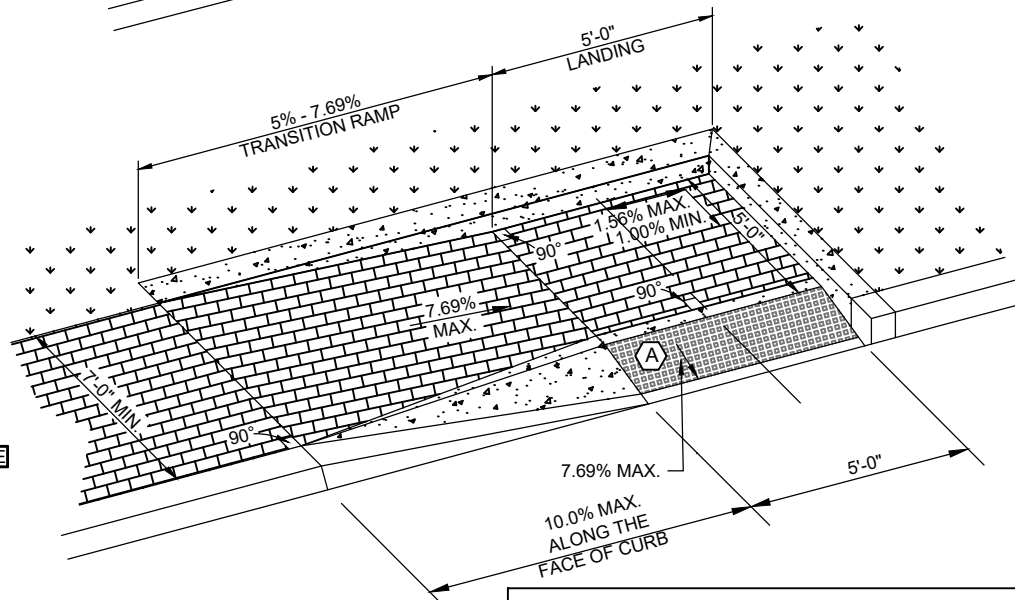 5'-0"
LANDING
5% - 7.69%
TRANSITION RAMP
1.56% MAX.
1.00% MIN.
5'-0"
90°
90°
7.69%
MAX.
A
7'-0" MIN.
90°
7.69% MAX.
5'-0"
10.0% MAX.
ALONG THE
FACE OF CURB